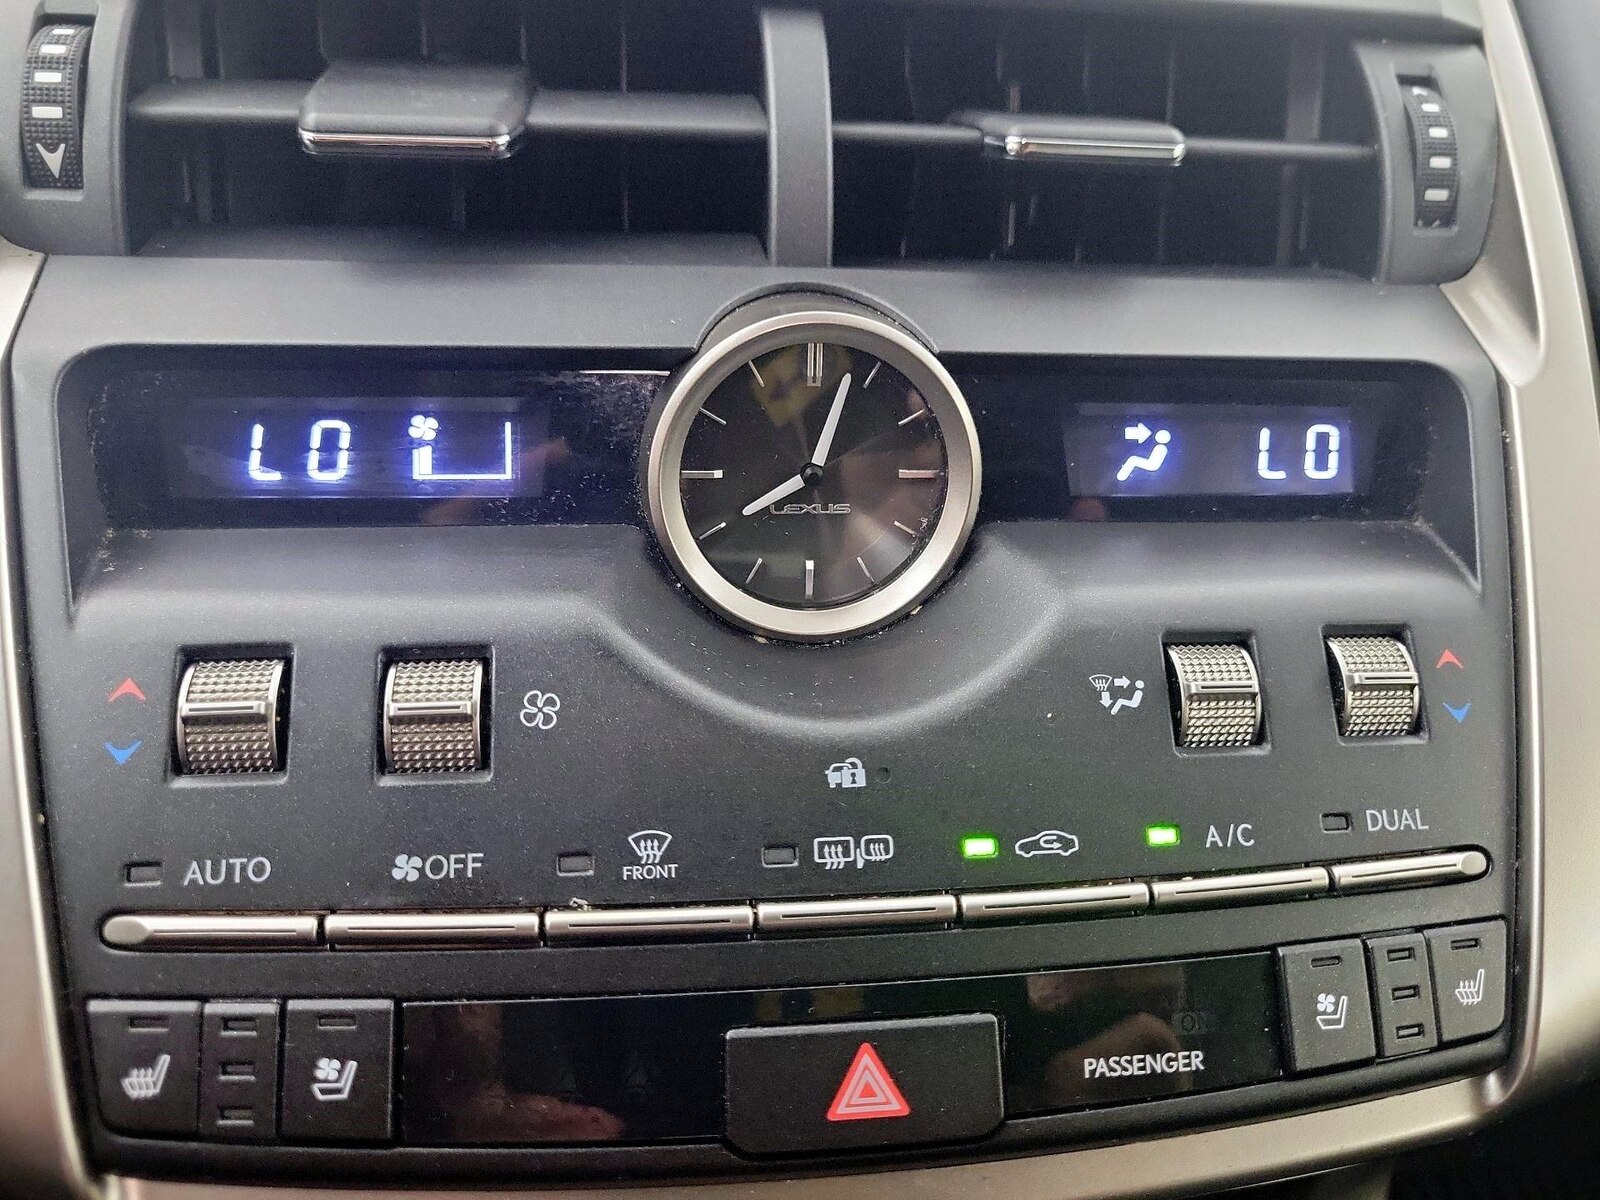 LO
LO
LEXUS
AUTO
OFF
FRONT
A/C
DUAL
PASSENGER